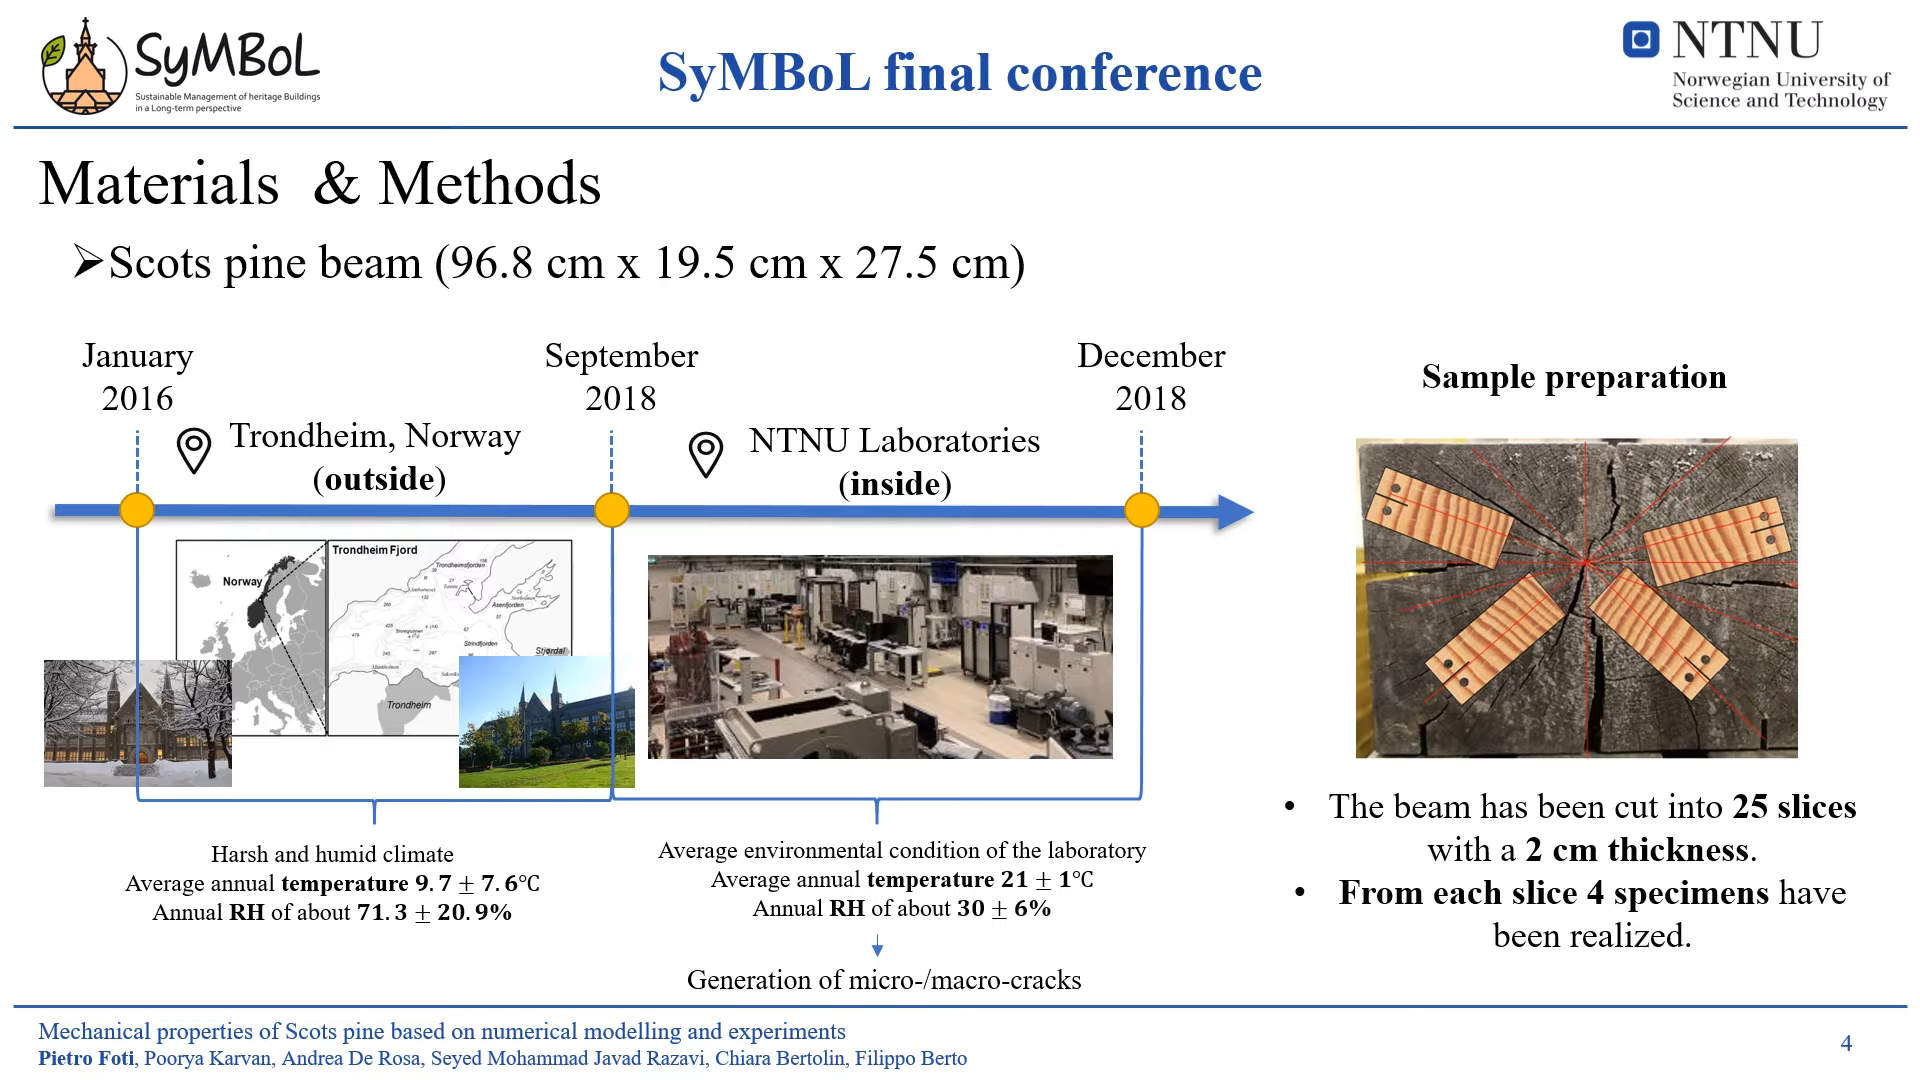 SyMBoL
Sustainable Management of heritage Buildings
in a Long-term perspective
SyMBoL final conference
NTNU
Norwegian University of
Science and Technology
Materials & Methods
➢Scots pine beam (96.8 cm x 19.5 cm x 27.5 cm)
January
2016
September
2018
December
2018
Trondheim, Norway
(outside)
NTNU Laboratories
(inside)
Norway
Trondheim Fjord
Trondheimsfjorden
Åsenfjorden
Strindfjorden
Stjørdal
Trondheim
Harsh and humid climate
Average annual temperature 9.7 ± 7.6°C
Annual RH of about 71.3 ± 20.9%
Average environmental condition of the laboratory
Average annual temperature 21 ± 1°C
Annual RH of about 30 ± 6%
Generation of micro-/macro-cracks
Sample preparation
• The beam has been cut into 25 slices
with a 2 cm thickness.
• From each slice 4 specimens have
been realized.
Mechanical properties of Scots pine based on numerical modelling and experiments
Pietro Foti, Poorya Karvan, Andrea De Rosa, Seyed Mohammad Javad Razavi, Chiara Bertolin, Filippo Berto
4